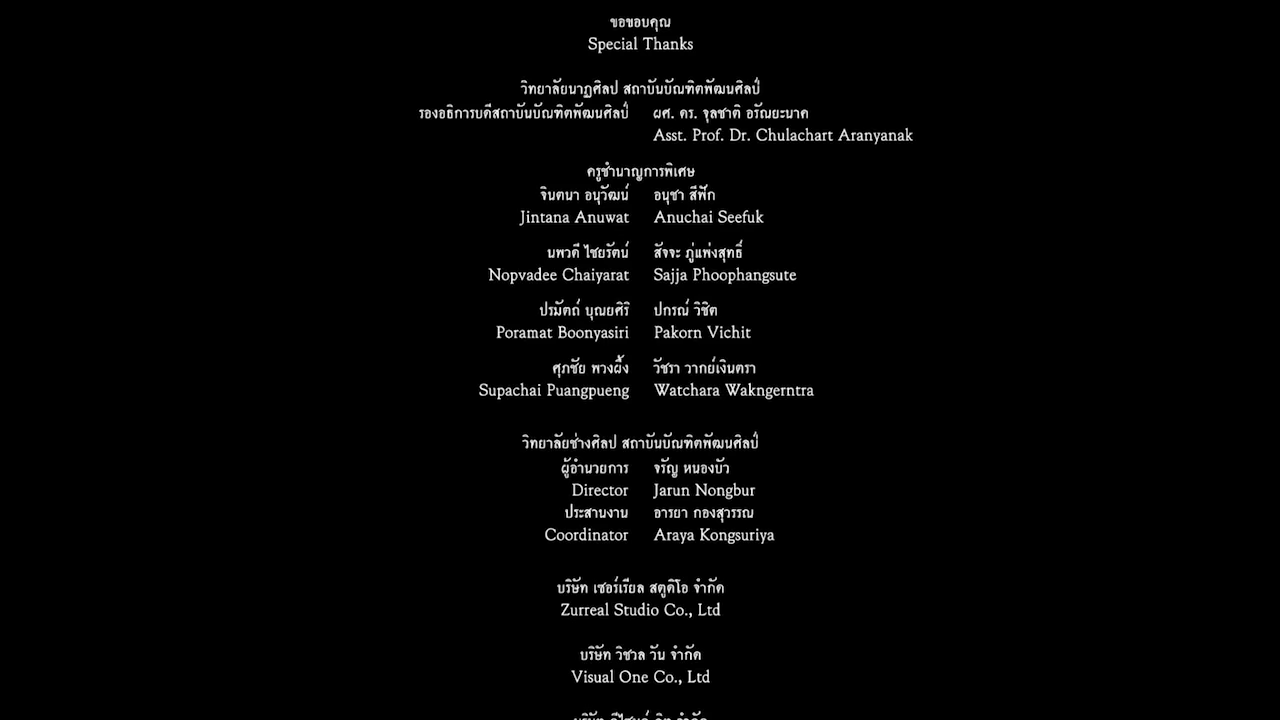 ขอขอบคุณ
Special Thanks
วิทยาลัยนาฏศิลป สถาบันบัณฑิตพัฒนศิลป์
รองอธิการบดีสถาบันบัณฑิตพัฒนศิลป์ ผศ. ดร. จุลชาติ อรัณยะนาค
Asst. Prof. Dr. Chulachart Aranyanak
ครูชำนาญการพิเศษ
จินตนา อนุวัฒน์ อนุชา สีฟัก
Jintana Anuwat Anuchai Seefuk
นพวดี ไชยรัตน์ สัจจะ ภู่แพ่งสุทธิ์
Nopvadee Chaiyarat Sajja Phoophangsute
ปรมัตถ์ บุณยศิริ ปกรณ์ วิชิต
Poramat Boonyasiri Pakorn Vichit
ศุภชัย พวงผึ้ง วัชรา วากย์เงินตรา
Supachai Puangpueng Watchara Wakngerntra
วิทยาลัยช่างศิลป สถาบันบัณฑิตพัฒนศิลป์
ผู้อำนวยการ จรัญ หนองบัว
Director Jarun Nongbur
ประสานงาน อารยา กองสุวรรณ
Coordinator Araya Kongsuriya
บริษัท เซอร์เรียล สตูดิโอ จำกัด
Zurreal Studio Co., Ltd
บริษัท วิชวล วัน จำกัด
Visual One Co., Ltd